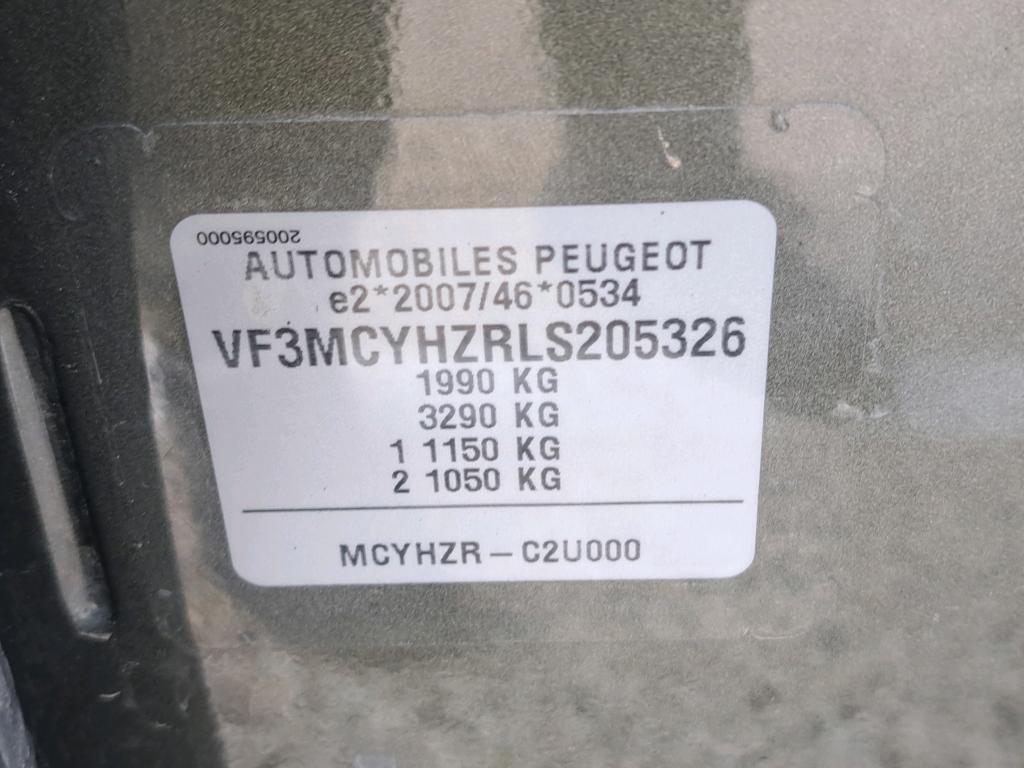 200595000
AUTOMOBILES PEUGEOT
e2*2007/46*0534
VF3MCYHZRLS205326
1990 KG
3290 KG
1 1150 KG
2 1050 KG
MCYHZR – C2U000